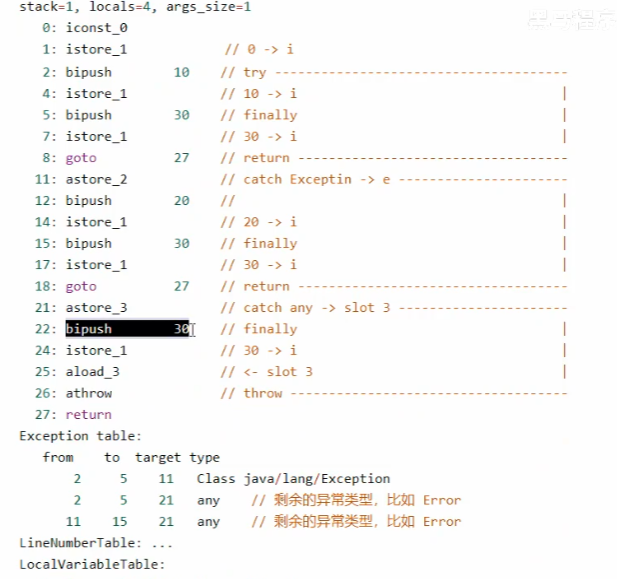 stack=1, locals=4, args_size=1
0: iconst_0
1: istore_1 // 0 -> i
2: bipush 10 // try -------------------------------------
4: istore_1 // 10 -> i |
5: bipush 30 // finally |
7: istore_1 // 30 -> i |
8: goto 27 // return ----------------------------------
11: astore_2 // catch Exceptin -> e ----------------------
12: bipush 20 // |
14: istore_1 // 20 -> i |
15: bipush 30 // finally |
17: istore_1 // 30 -> i |
18: goto 27 // return ----------------------------------
21: astore_3 // catch any -> slot 3 ----------------------
22: bipush 30 // finally |
24: istore_1 // 30 -> i |
25: aload_3 // <- slot 3 |
26: athrow // throw -----------------------------------
27: return
Exception table:
from to target type
2 5 11 Class java/lang/Exception
2 5 21 any // 剩余的异常类型，比如 Error
11 15 21 any // 剩余的异常类型，比如 Error
LineNumberTable: ...
LocalVariableTable: